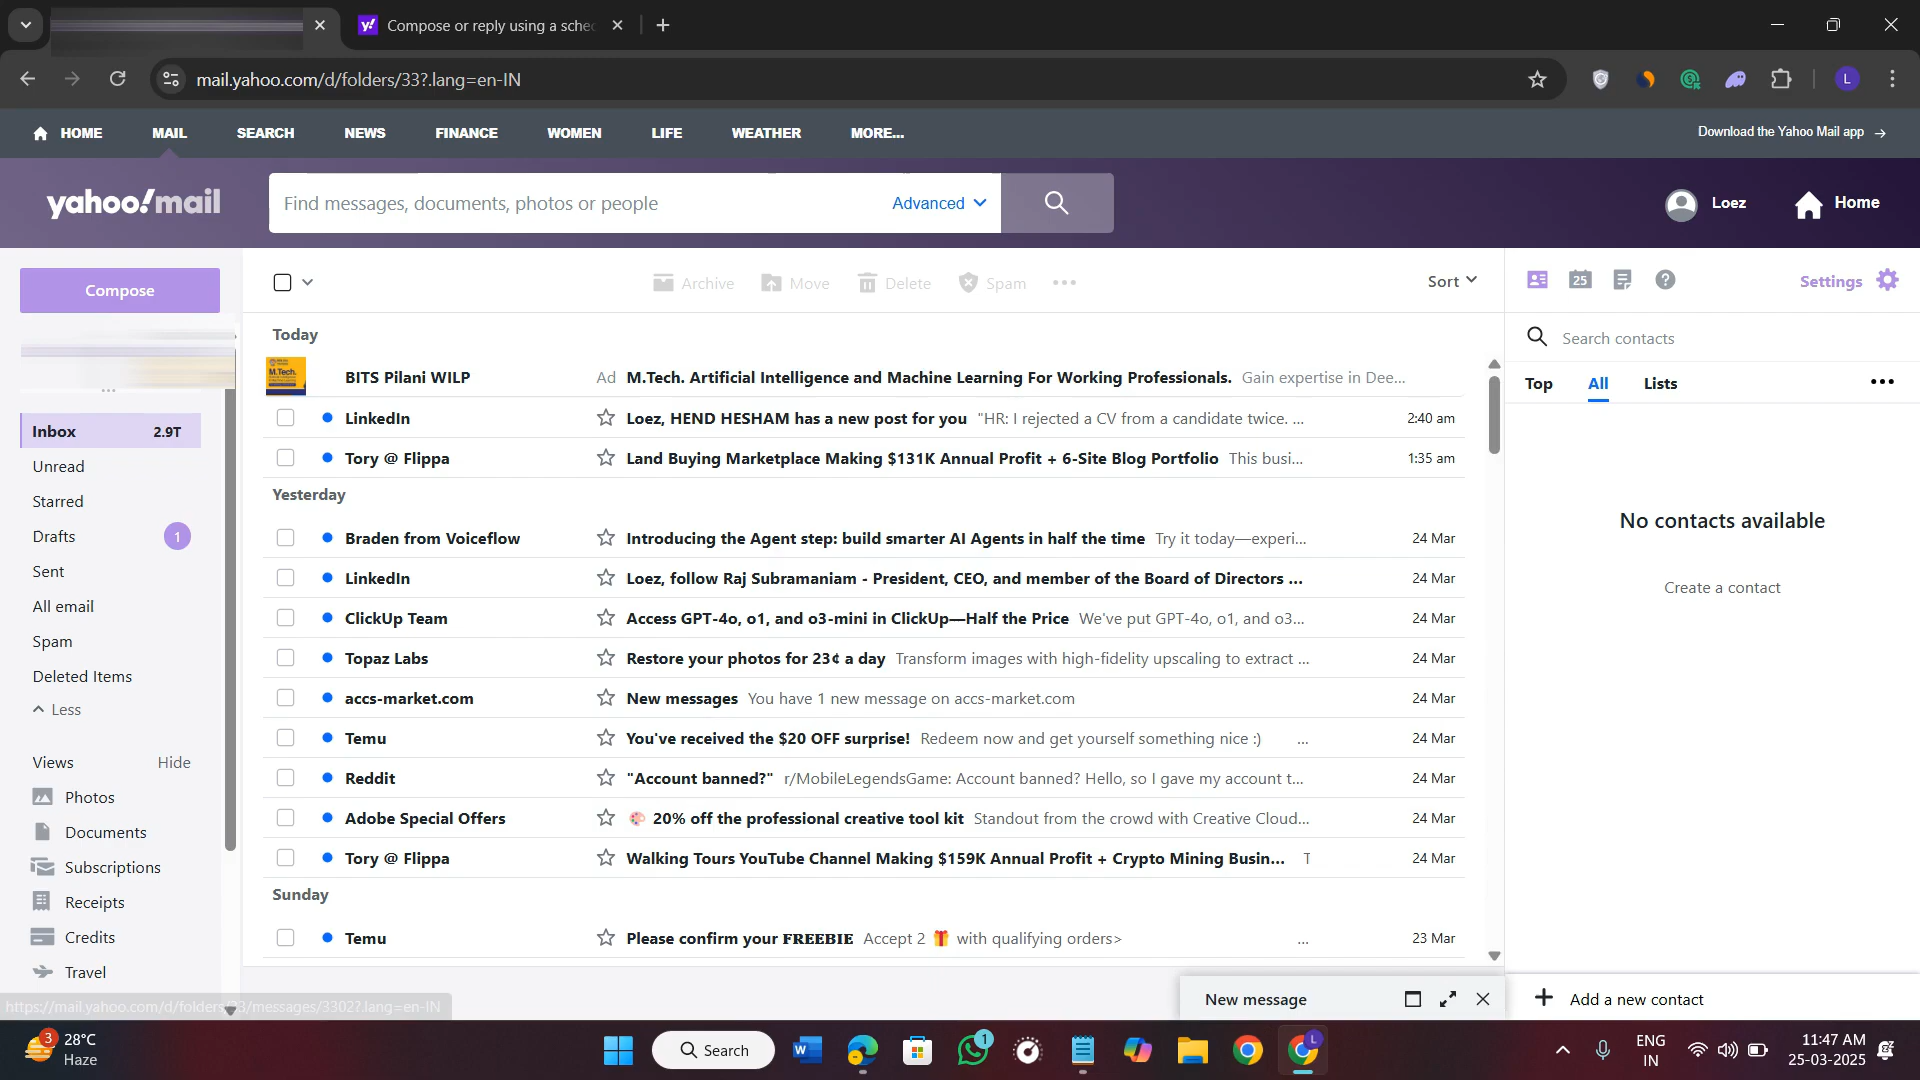 Compose or reply using a sche
mail.yahoo.com/d/folders/33?.lang=en-IN
L
HOME MAIL SEARCH NEWS FINANCE WOMEN LIFE WEATHER MORE... Download the Yahoo Mail app →
yahoo!mail
Find messages, documents, photos or people
Advanced
Loez
Home
Compose
Archive Move Delete Spam
Sort
25
Settings
Today
Search contacts
M.Tech.
BITS Pilani WILP Ad M.Tech. Artificial Intelligence and Machine Learning For Working Professionals. Gain expertise in Dee...
Top All Lists
LinkedIn Loez, HEND HESHAM has a new post for you "HR: I rejected a CV from a candidate twice. ... 2:40 am
Inbox 2.9T
Tory @ Flippa Land Buying Marketplace Making $131K Annual Profit + 6-Site Blog Portfolio This busi... 1:35 am
Unread
Yesterday
Starred
No contacts available
Drafts 1
Braden from Voiceflow Introducing the Agent step: build smarter AI Agents in half the time Try it today—experi... 24 Mar
Sent
LinkedIn Loez, follow Raj Subramaniam - President, CEO, and member of the Board of Directors ... 24 Mar
Create a contact
All email
ClickUp Team Access GPT-4o, o1, and o3-mini in ClickUp—Half the Price We've put GPT-4o, o1, and o3... 24 Mar
Spam
Topaz Labs Restore your photos for 23¢ a day Transform images with high-fidelity upscaling to extract ... 24 Mar
Deleted Items
accs-market.com New messages You have 1 new message on accs-market.com 24 Mar
Less
Temu You've received the $20 OFF surprise! Redeem now and get yourself something nice :) ... 24 Mar
Views Hide
Reddit "Account banned?" r/MobileLegendsGame: Account banned? Hello, so I gave my account t... 24 Mar
Photos
Adobe Special Offers 🎨 20% off the professional creative tool kit Standout from the crowd with Creative Cloud... 24 Mar
Documents
Tory @ Flippa Walking Tours YouTube Channel Making $159K Annual Profit + Crypto Mining Busin... T 24 Mar
Subscriptions
Sunday
Receipts
Temu Please confirm your FREEBIE Accept 2 🎁 with qualifying orders> ... 23 Mar
Credits
Travel
New message
Add a new contact
https://mail.yahoo.com/d/folders/33/messages/3302?.lang=en-IN
3
28°C
Haze
Search
1
L
ENG
IN
11:47 AM
25-03-2025